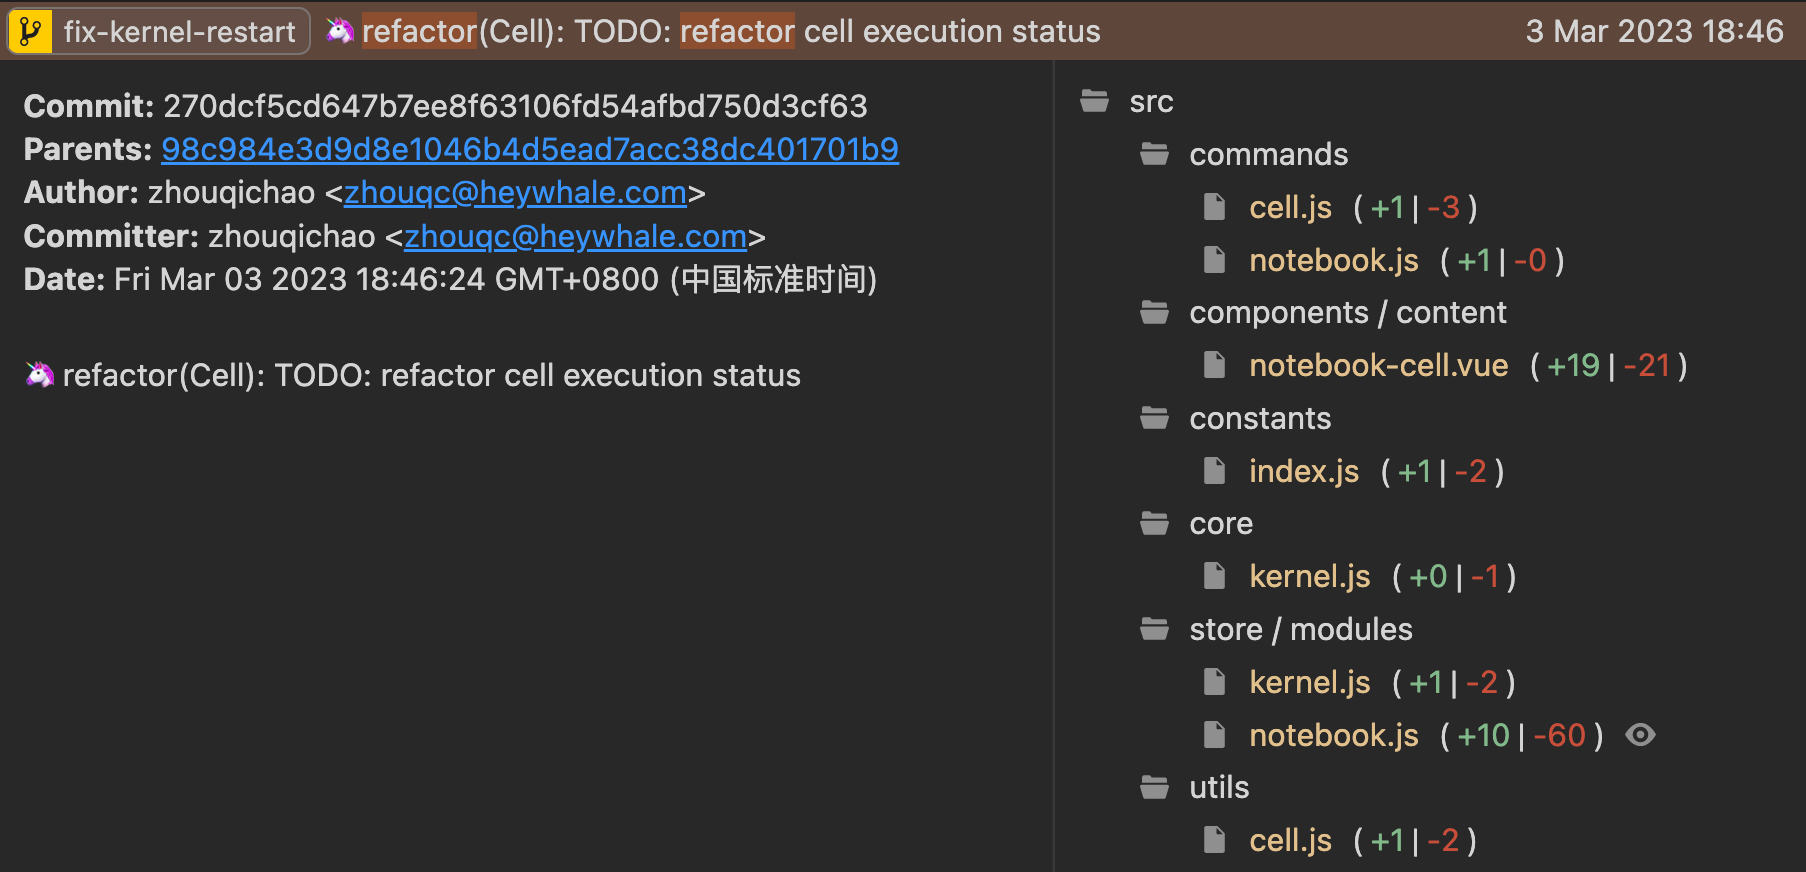 fix-kernel-restart 🦄 refactor(Cell): TODO: refactor cell execution status 3 Mar 2023 18:46
Commit: 270dcf5cd647b7ee8f63106fd54afbd750d3cf63
Parents: 98c984e3d9d8e1046b4d5ead7acc38dc401701b9
Author: zhouqichao <zhouqc@heywhale.com>
Committer: zhouqichao <zhouqc@heywhale.com>
Date: Fri Mar 03 2023 18:46:24 GMT+0800 (中国标准时间)
🦄 refactor(Cell): TODO: refactor cell execution status
src
commands
cell.js ( +1 | -3 )
notebook.js ( +1 | -0 )
components / content
notebook-cell.vue ( +19 | -21 )
constants
index.js ( +1 | -2 )
core
kernel.js ( +0 | -1 )
store / modules
kernel.js ( +1 | -2 )
notebook.js ( +10 | -60 )
utils
cell.js ( +1 | -2 )